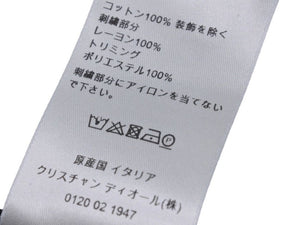 コットン100% 装飾を除く
刺繍部分
レーヨン100%
トリミング
ポリエステル100%
刺繍部分にアイロンを当てない
で下さい。
原産国 イタリア
クリスチャン ディオール(株)
0120 02 1947